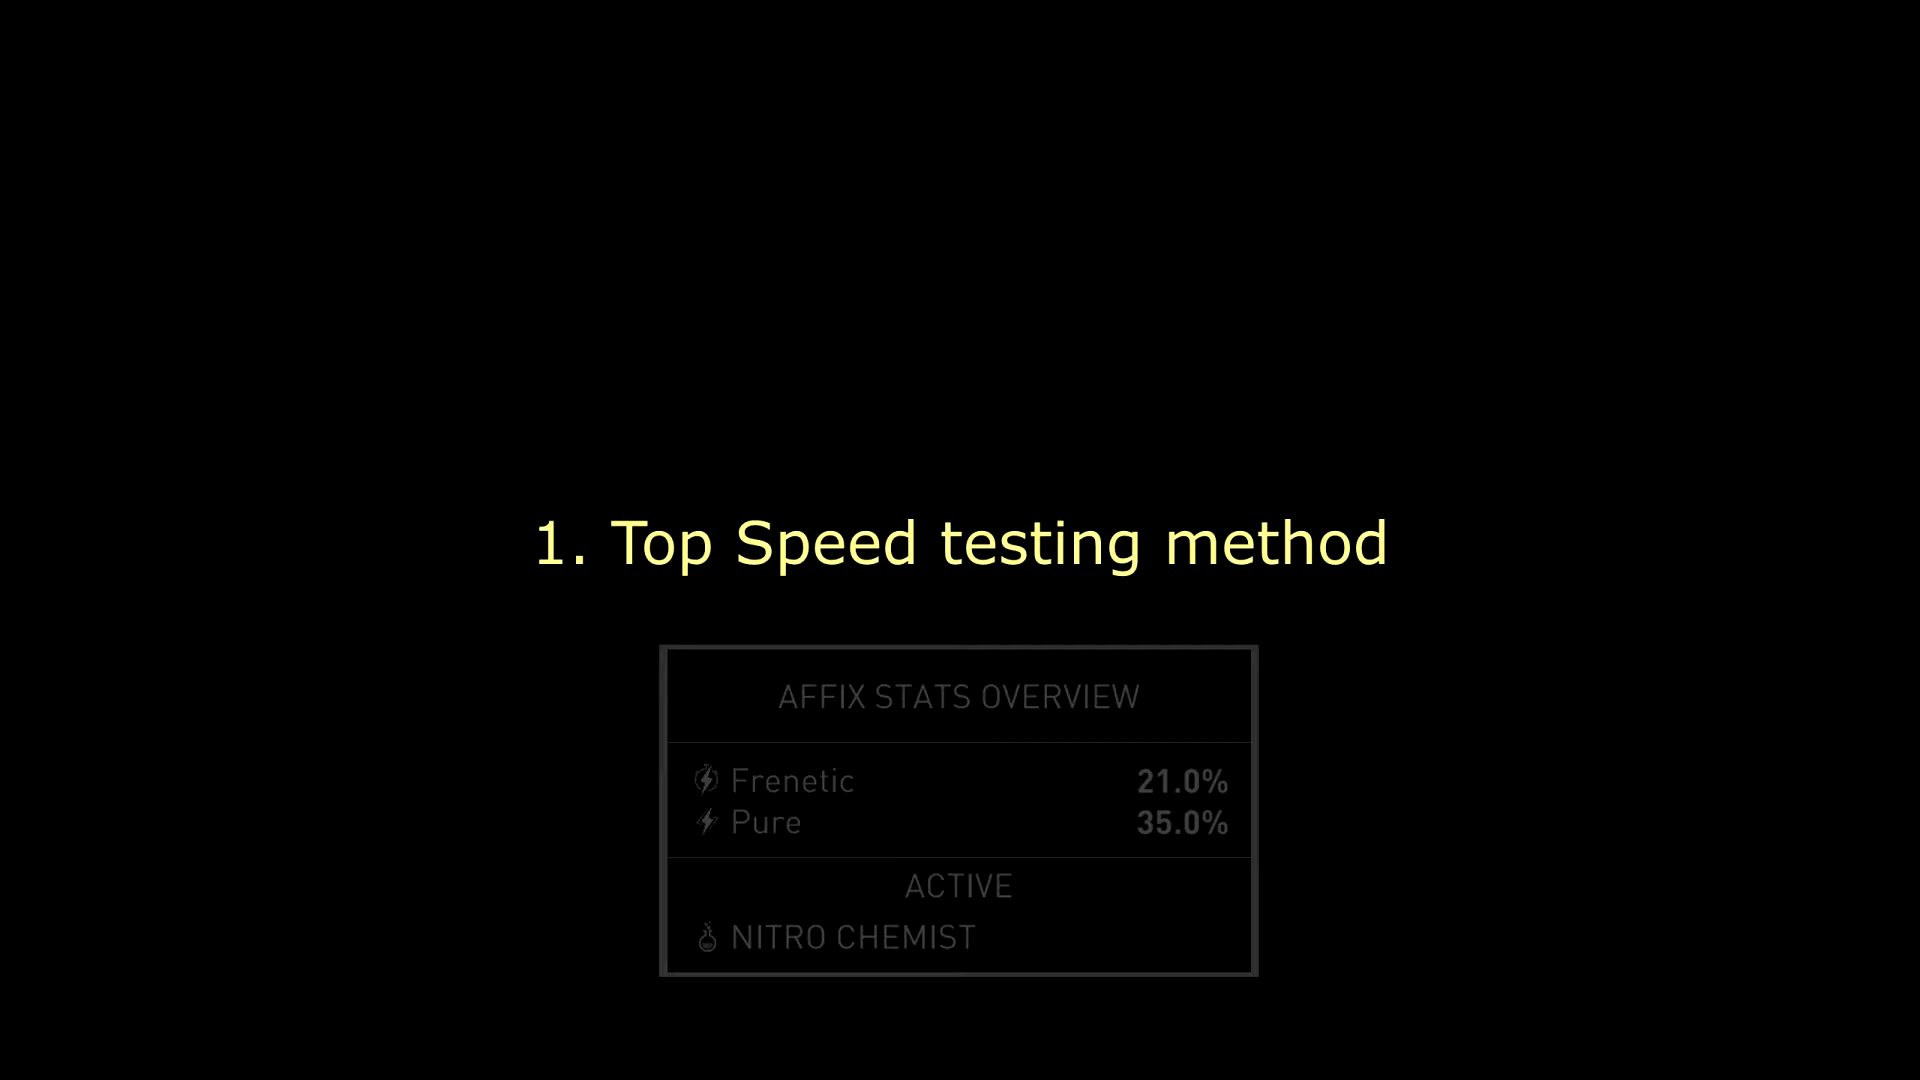 1. Top Speed testing method
AFFIX STATS OVERVIEW
Frenetic 21.0%
Pure 35.0%
ACTIVE
NITRO CHEMIST